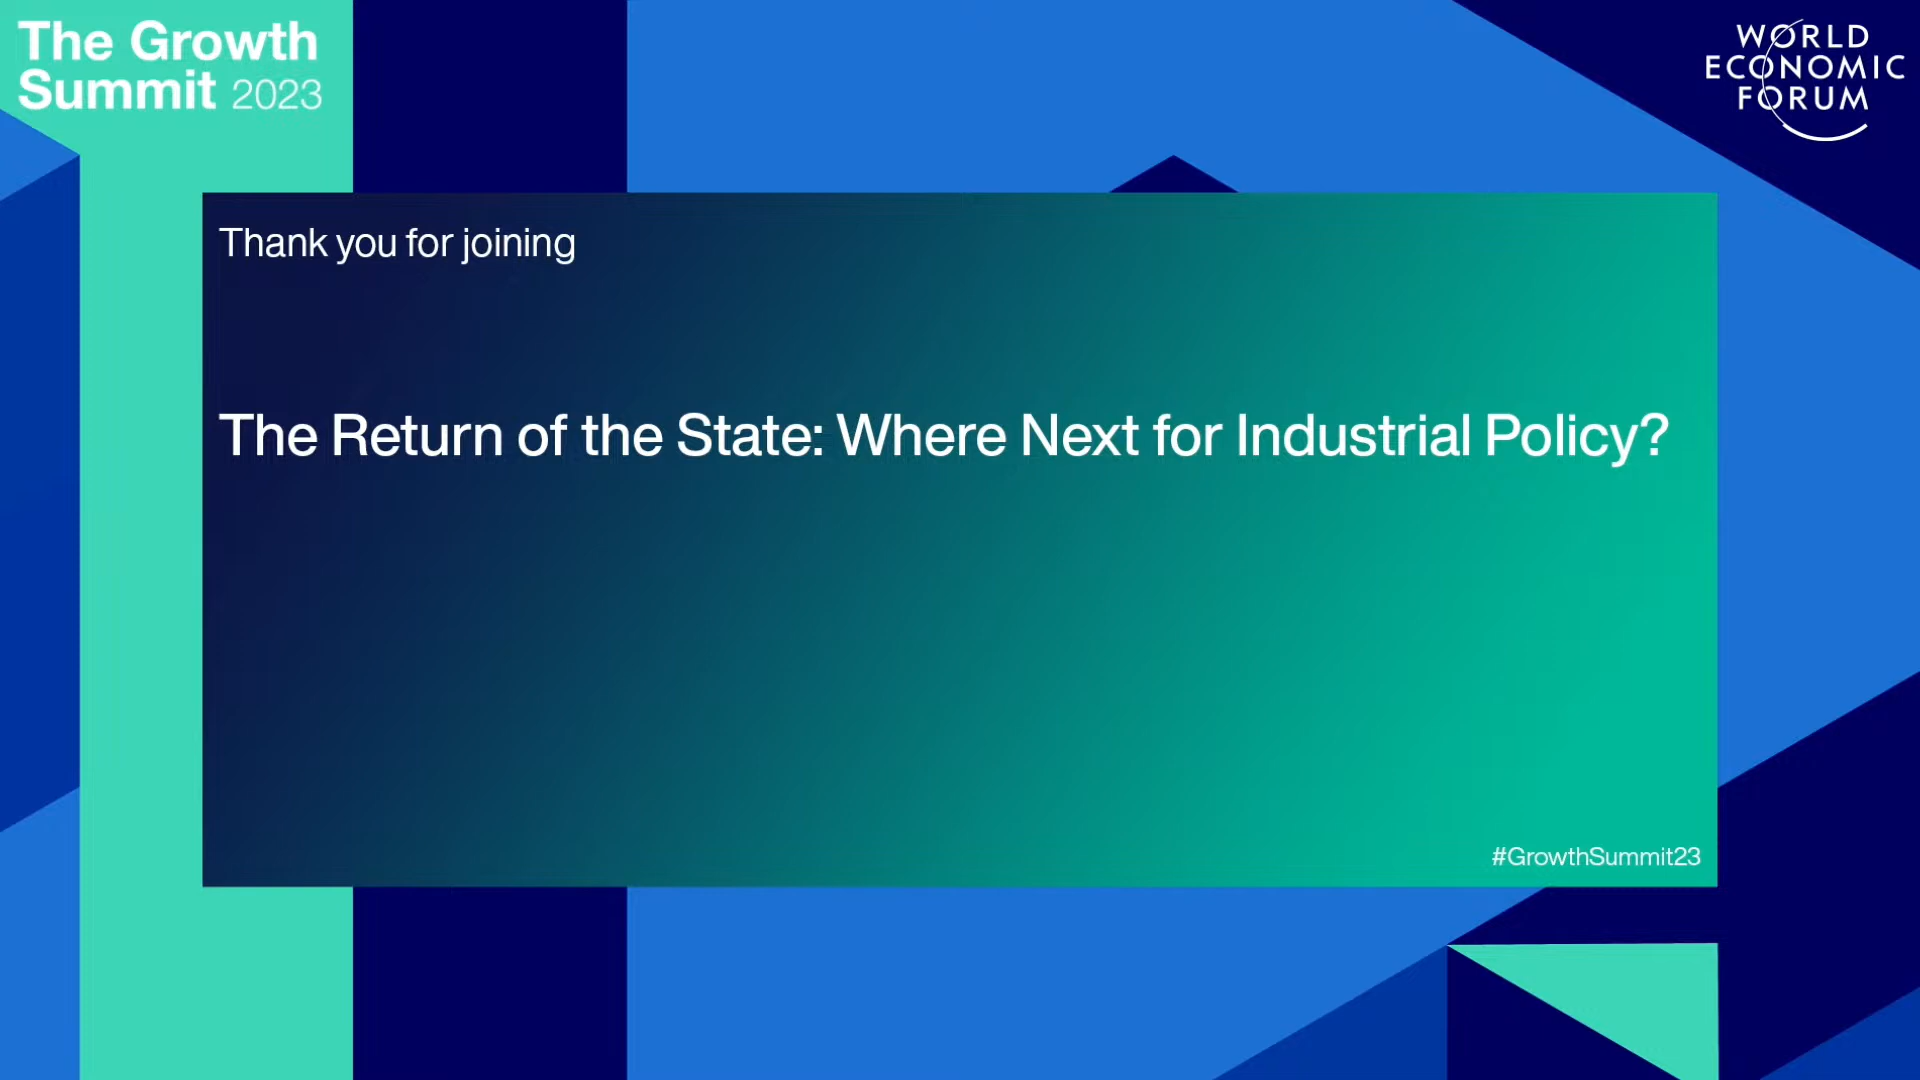 The Growth
Summit 2023
WORLD
ECONOMIC
FORUM
Thank you for joining
The Return of the State: Where Next for Industrial Policy?
#GrowthSummit23